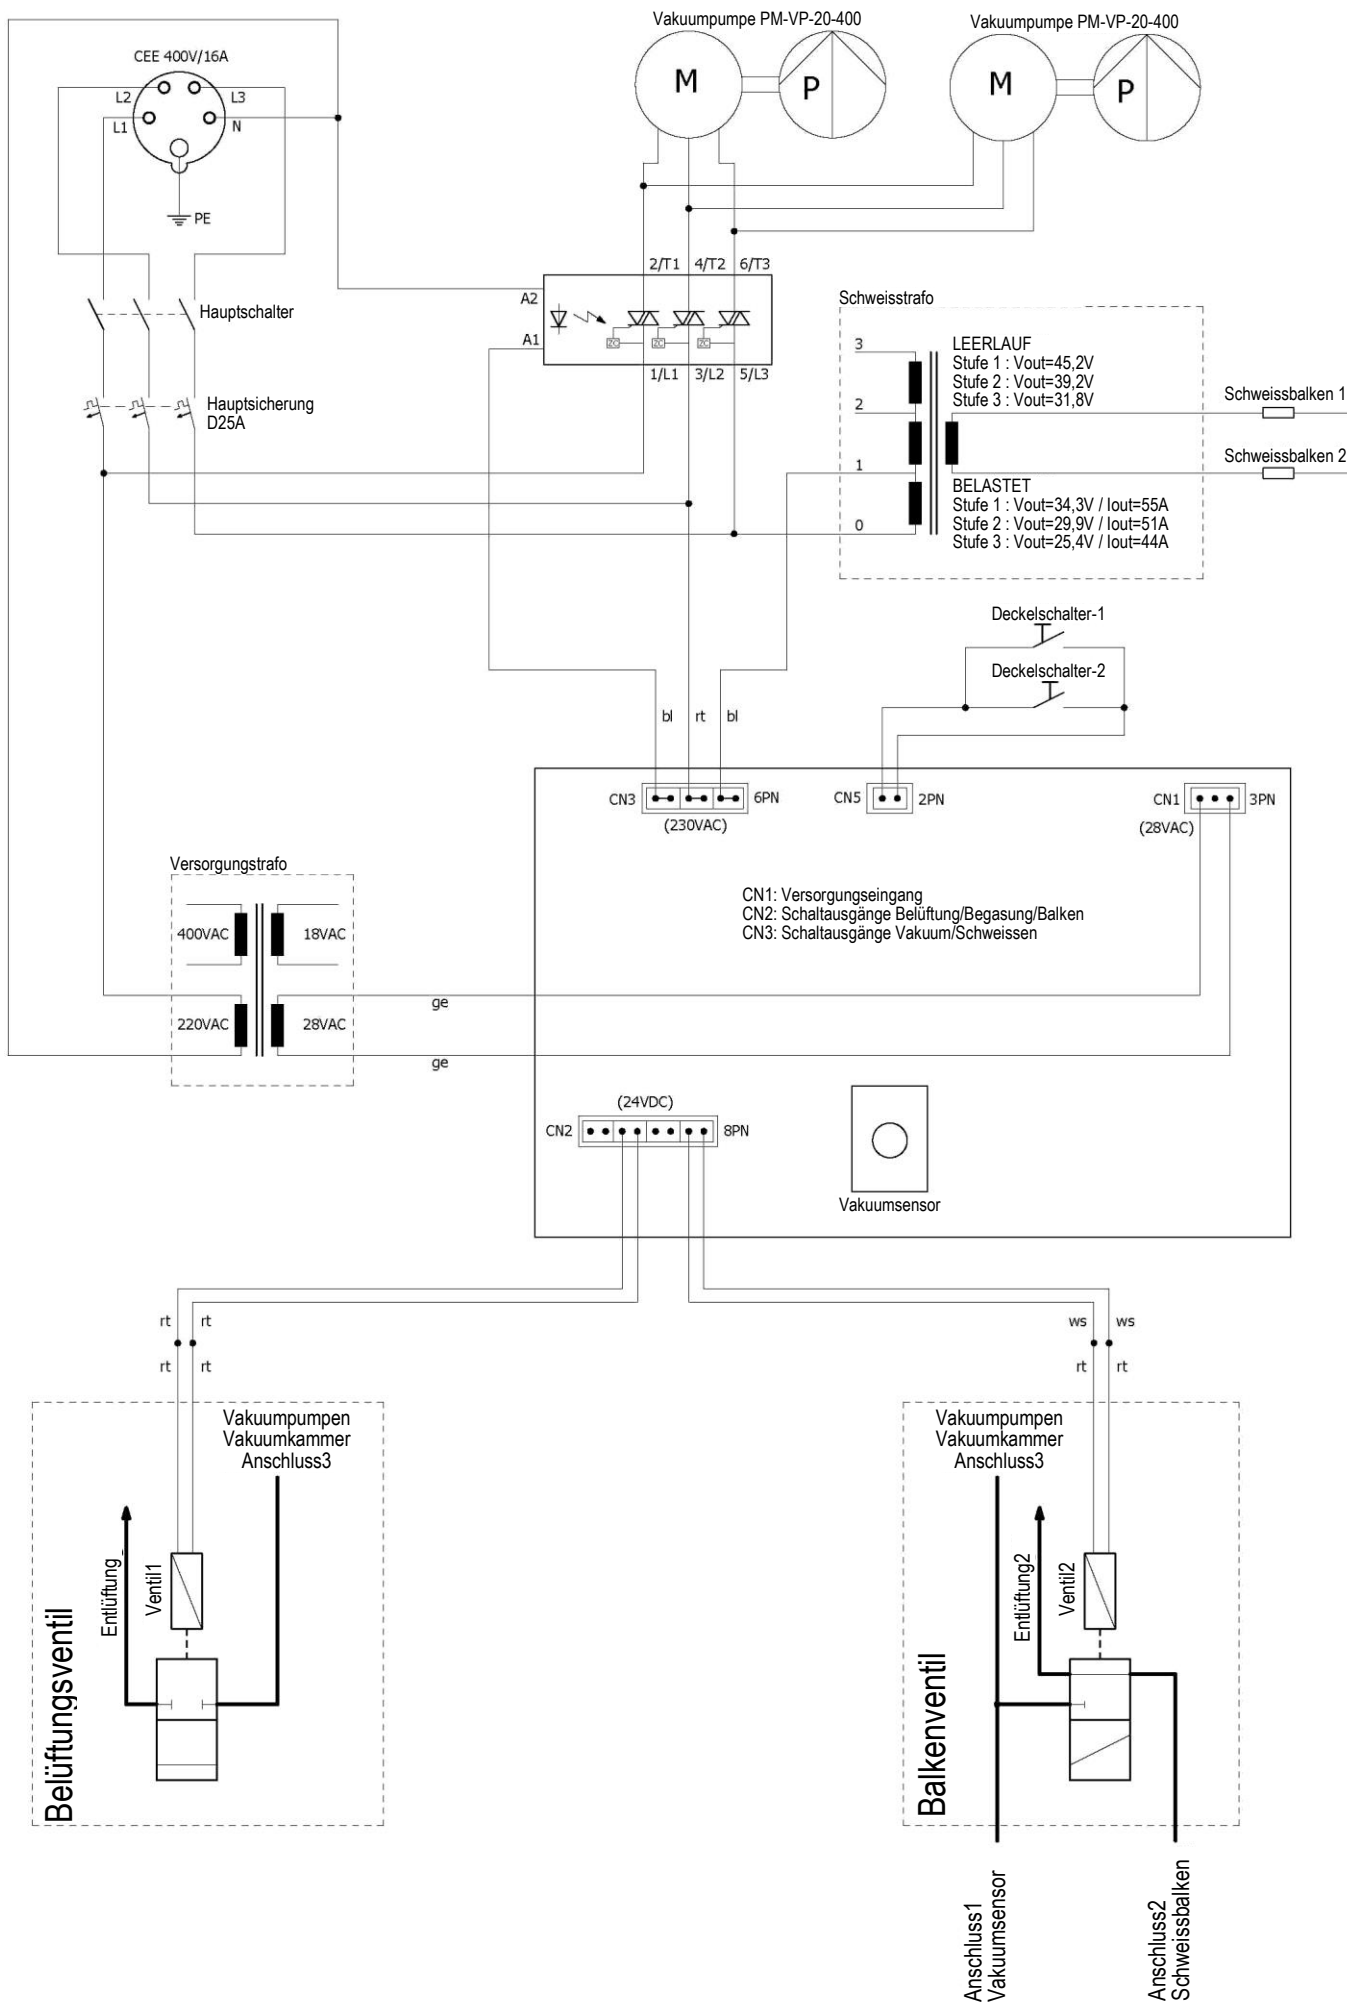 Vakuumpumpe PM-VP-20-400
Vakuumpumpe PM-VP-20-400
CEE 400V/16A
L2
L3
L1
N
PE
M
P
M
P
2/T1
4/T2
6/T3
A2
A1
ZC
ZC
ZC
1/L1
3/L2
5/L3
Hauptschalter
Hauptsicherung
D25A
Schweisstrafo
3
2
1
0
LEERLAUF
Stufe 1 : Vout=45,2V
Stufe 2 : Vout=39,2V
Stufe 3 : Vout=31,8V
BELASTET
Stufe 1 : Vout=34,3V / Iout=55A
Stufe 2 : Vout=29,9V / Iout=51A
Stufe 3 : Vout=25,4V / Iout=44A
Schweissbalken 1
Schweissbalken 2
Deckelschalter-1
Deckelschalter-2
bl
rt
bl
CN3
6PN
(230VAC)
CN5
2PN
CN1
3PN
(28VAC)
CN1: Versorgungseingang
CN2: Schaltausgänge Belüftung/Begasung/Balken
CN3: Schaltausgänge Vakuum/Schweissen
Versorgungstrafo
400VAC
18VAC
220VAC
28VAC
ge
ge
(24VDC)
CN2
8PN
Vakuumsensor
rt
rt
rt
rt
ws
ws
rt
rt
Vakuumpumpen
Vakuumkammer
Anschluss3
Entlüftung_
Ventil1
Belüftungsventil
Vakuumpumpen
Vakuumkammer
Anschluss3
Entlüftung2
Ventil2
Balkenventil
Anschluss1
Vakuumsensor
Anschluss2
Schweissbalken